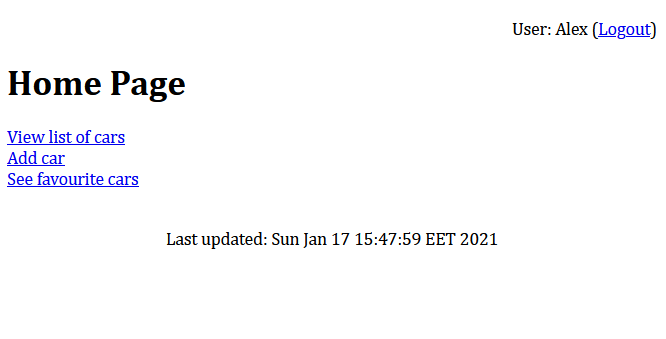 User: Alex (Logout)
Home Page
View list of cars
Add car
See favourite cars
Last updated: Sun Jan 17 15:47:59 EET 2021